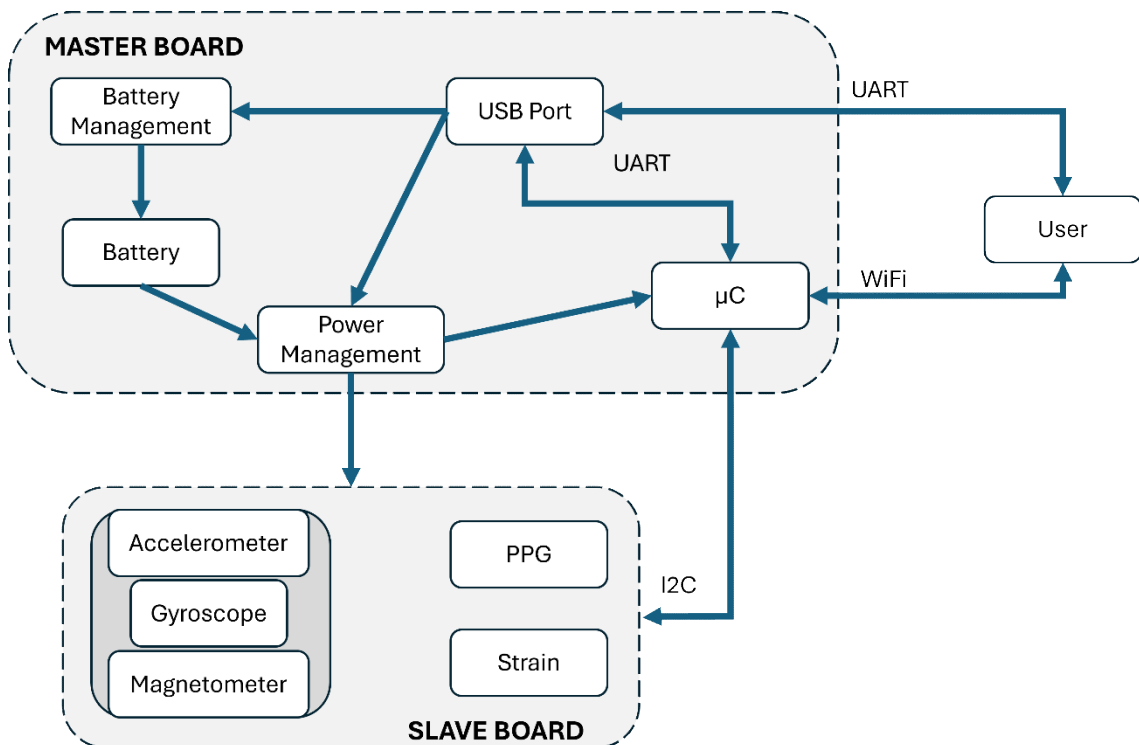 MASTER BOARD
Battery
Management
USB Port
UART
UART
Battery
User
µC
WiFi
Power
Management
Accelerometer
Gyroscope
Magnetometer
PPG
I2C
Strain
SLAVE BOARD